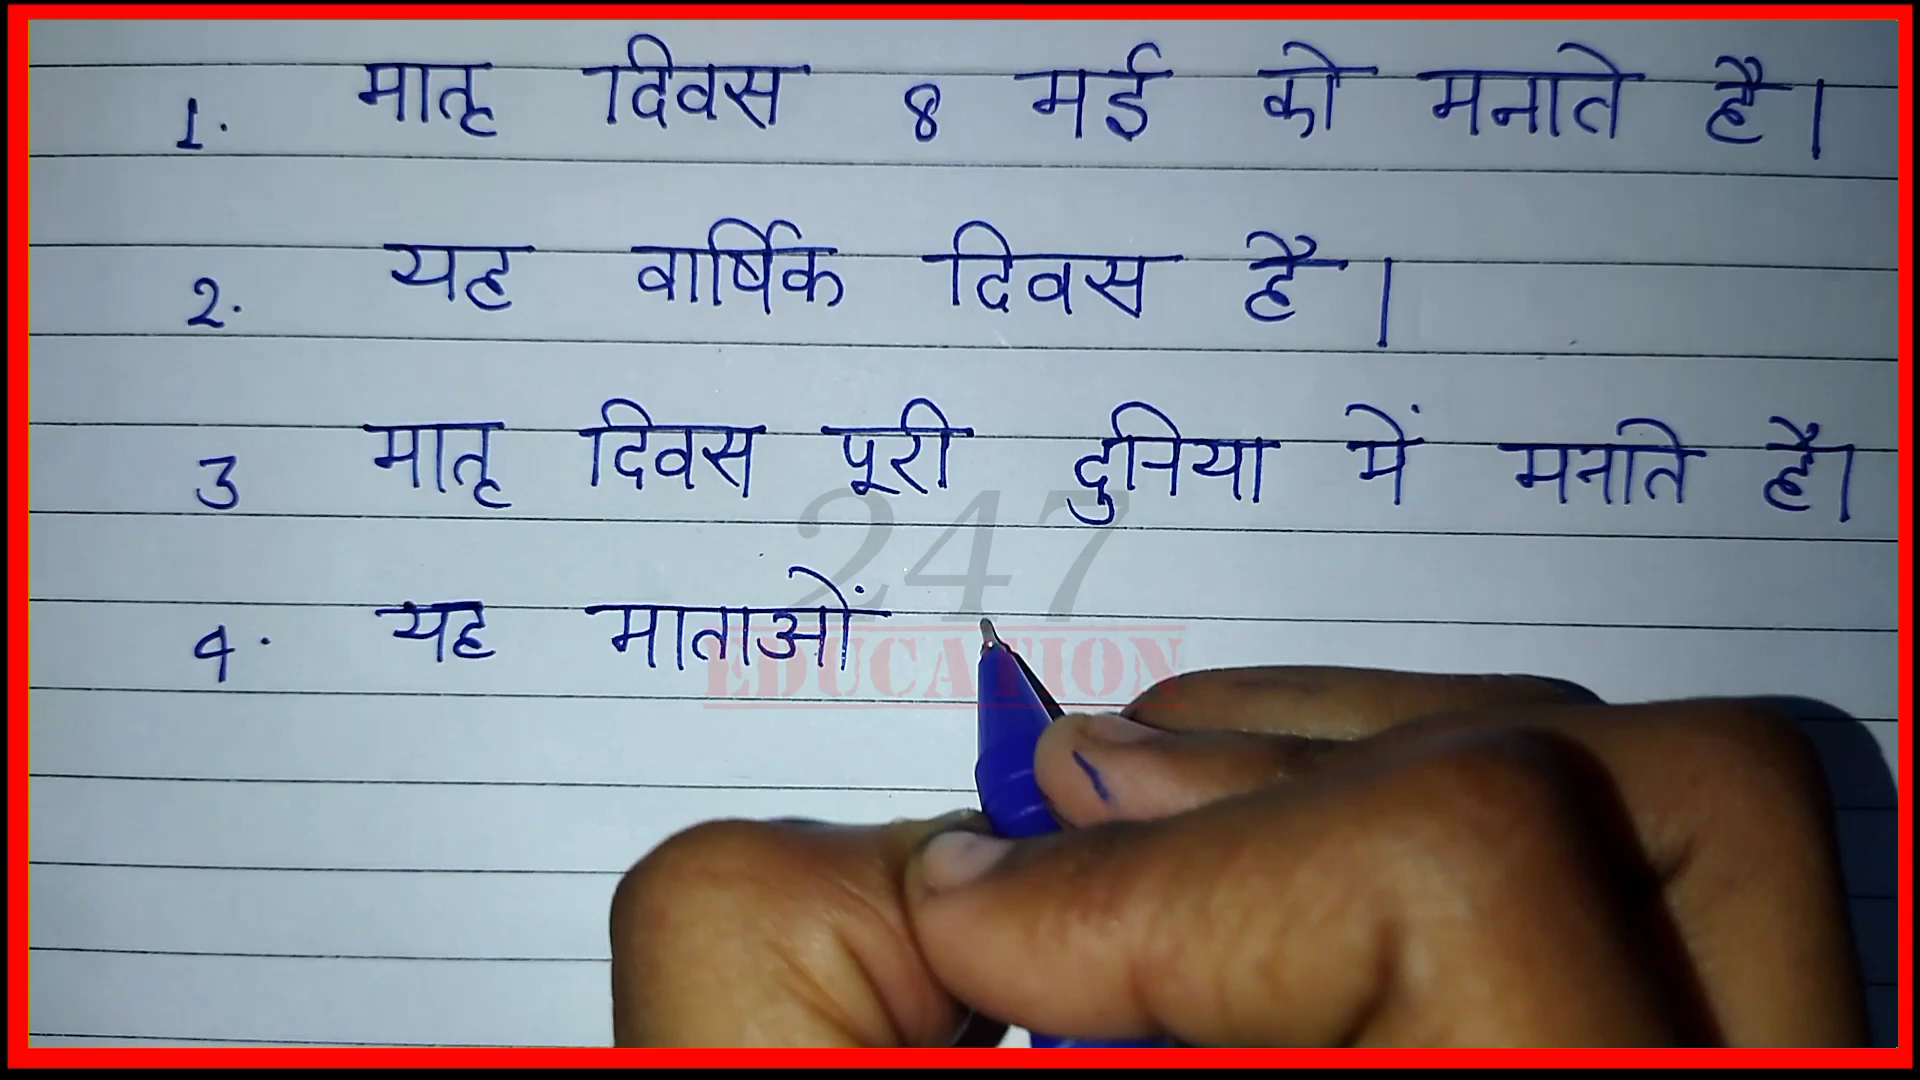 1. मातृ दिवस 8 मई को मनाते है।
2. यह वार्षिक दिवस है।
3 मातृ दिवस पूरी दुनिया में मनाते है।
4. यह माताओं
247
EDUCATION